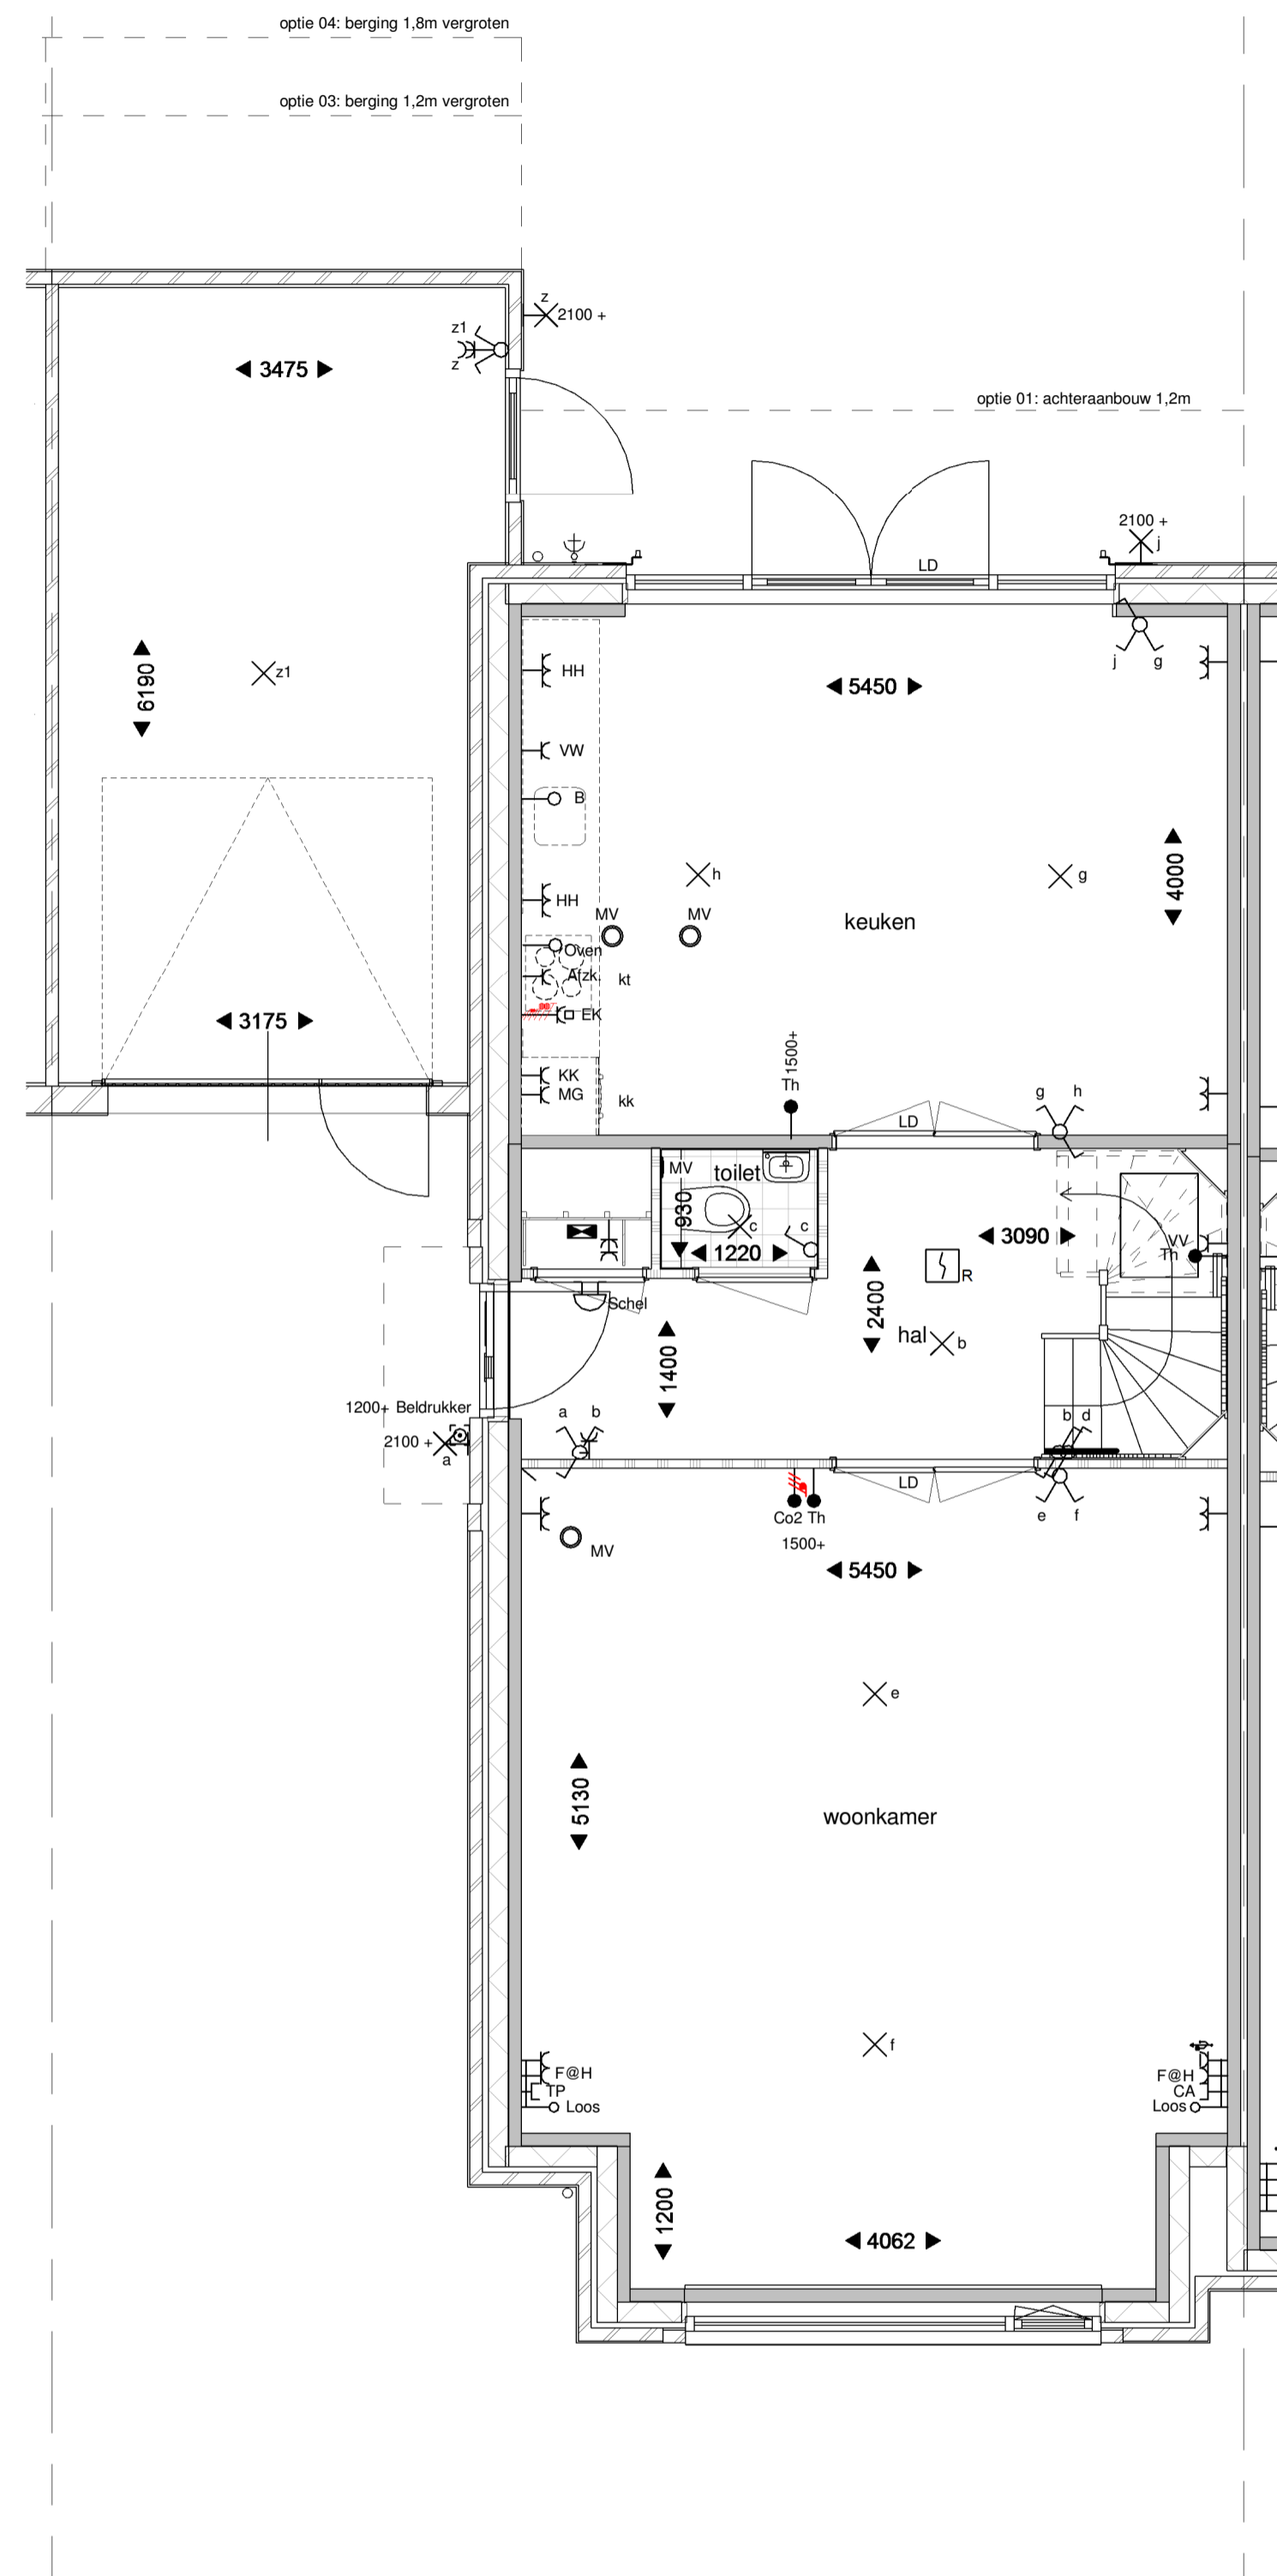 optie 04: berging 1,8m vergroten
optie 03: berging 1,2m vergroten
z
2100 +
z1
z
3475
optie 01: achteraanbouw 1,2m
2100 +
j
LD
j g
HH
5450
6190
z1
VW
B
4000
h
g
HH
MV MV
keuken
Oven
Afzk.
kt
EK
3175
1500+
Th
KK
MG
kk
g h
LD
MV
toilet
930
c
c
1220
3090
VV
Th
R
2400
Schel
hal
b
1400
1200+ Beldrukker
2100 +
a
a b
b d
LD
Co2 Th
1500+
e f
MV
5450
e
5130
woonkamer
f
F@H
TP
Loos
F@H
CA
Loos
1200
4062